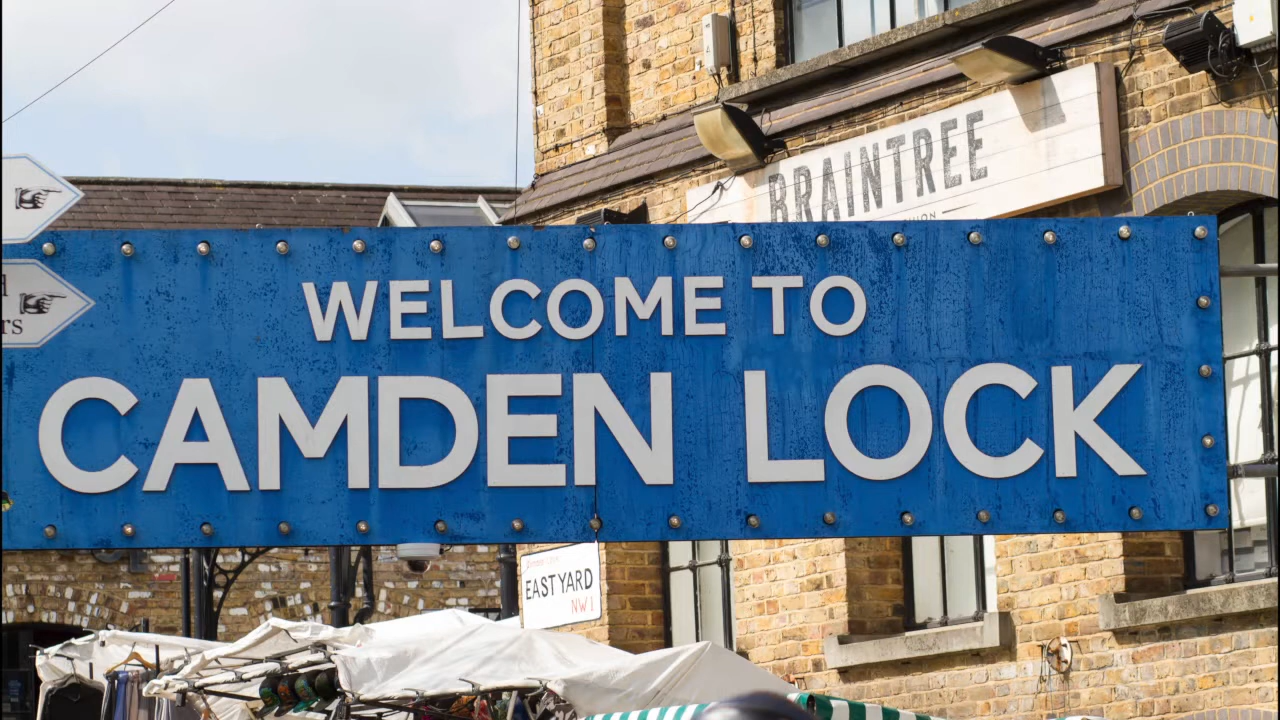 BRAINTREE
WELCOME TO
CAMDEN LOCK
EAST YARD
NW1